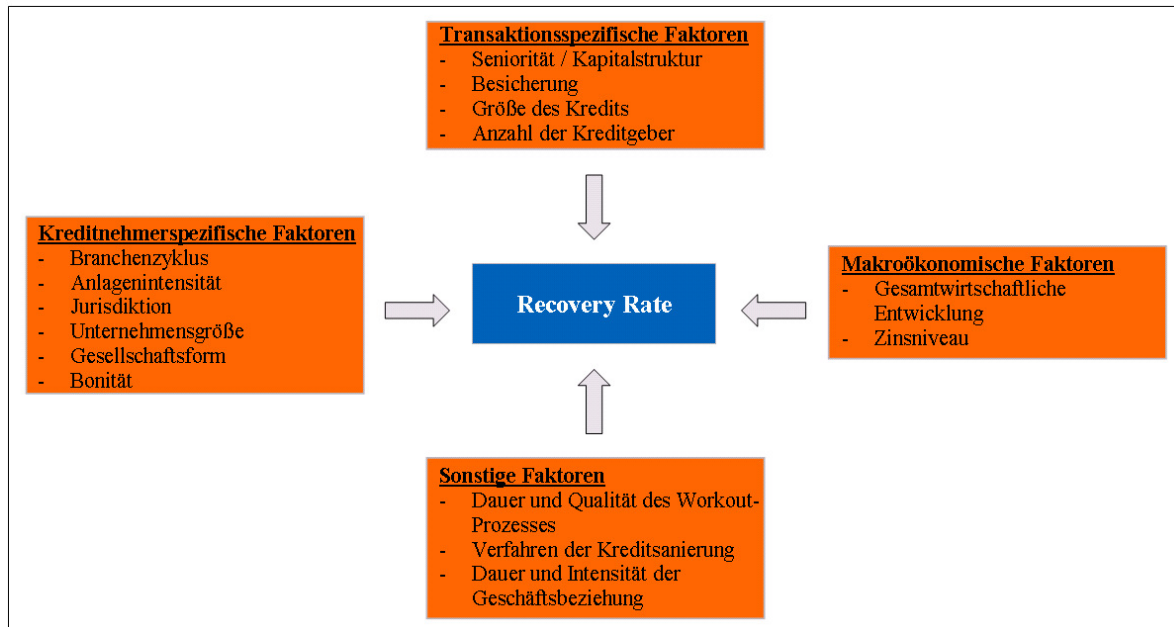 Transaktionsspezifische Faktoren
- Seniorität / Kapitalstruktur
- Besicherung
- Größe des Kredits
- Anzahl der Kreditgeber
Kreditnehmerspezifische Faktoren
- Branchenzyklus
- Anlagenintensität
- Jurisdiktion
- Unternehmensgröße
- Gesellschaftsform
- Bonität
Recovery Rate
Makroökonomische Faktoren
- Gesamtwirtschaftliche
Entwicklung
- Zinsniveau
Sonstige Faktoren
- Dauer und Qualität des Workout-
Prozesses
- Verfahren der Kreditsanierung
- Dauer und Intensität der
Geschäftsbeziehung